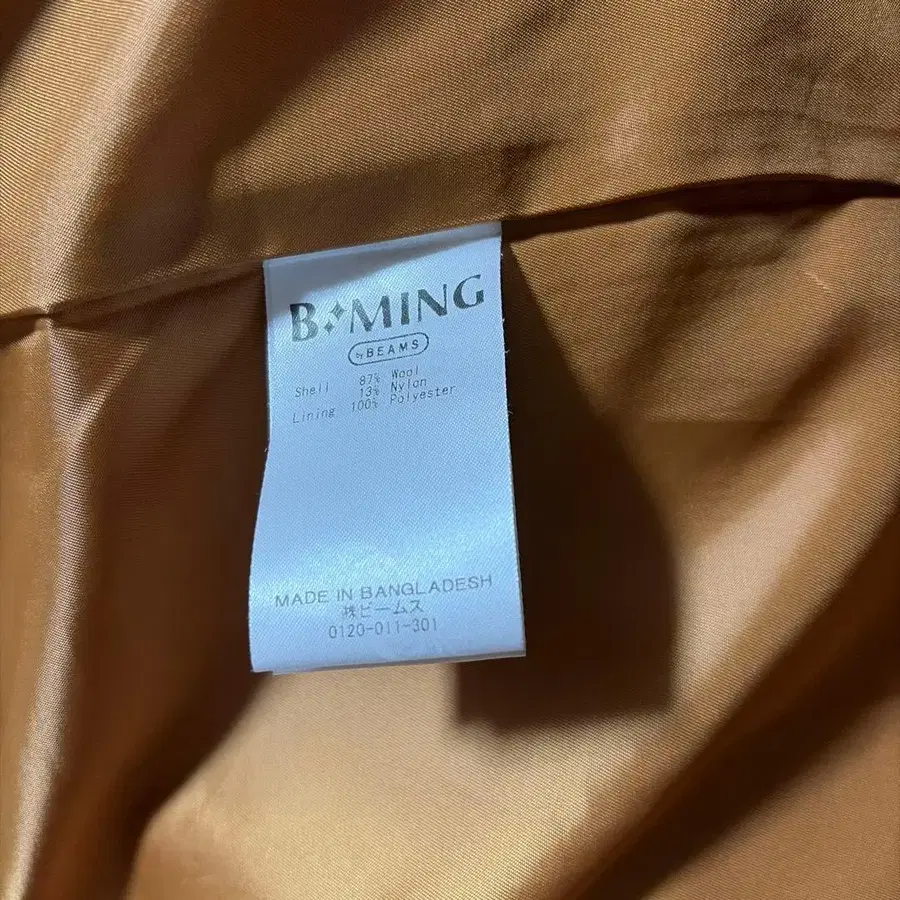 B MING
by BEAMS
Shell 87% Wool
13% Nylon
Lining 100% Polyester
MADE IN BANGLADESH
㈱ビームス
0120-011-301